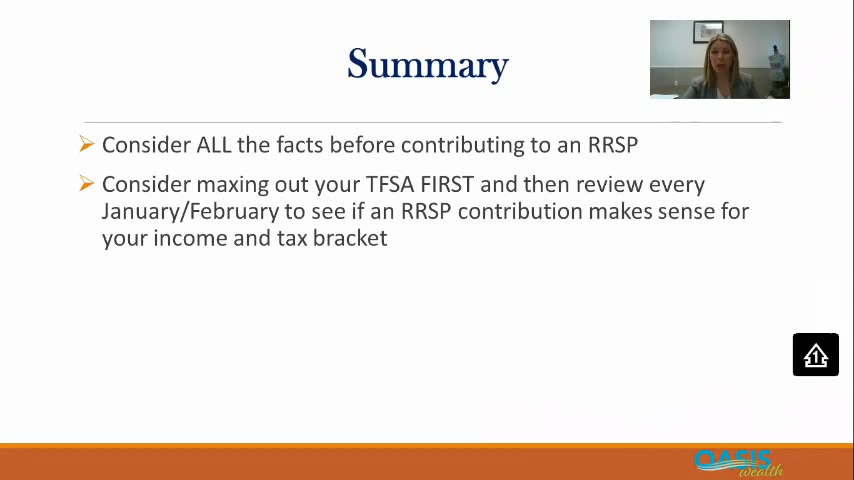 Summary
Consider ALL the facts before contributing to an RRSP
Consider maxing out your TFSA FIRST and then review every
January/February to see if an RRSP contribution makes sense for
your income and tax bracket
1
OASIS
wealth